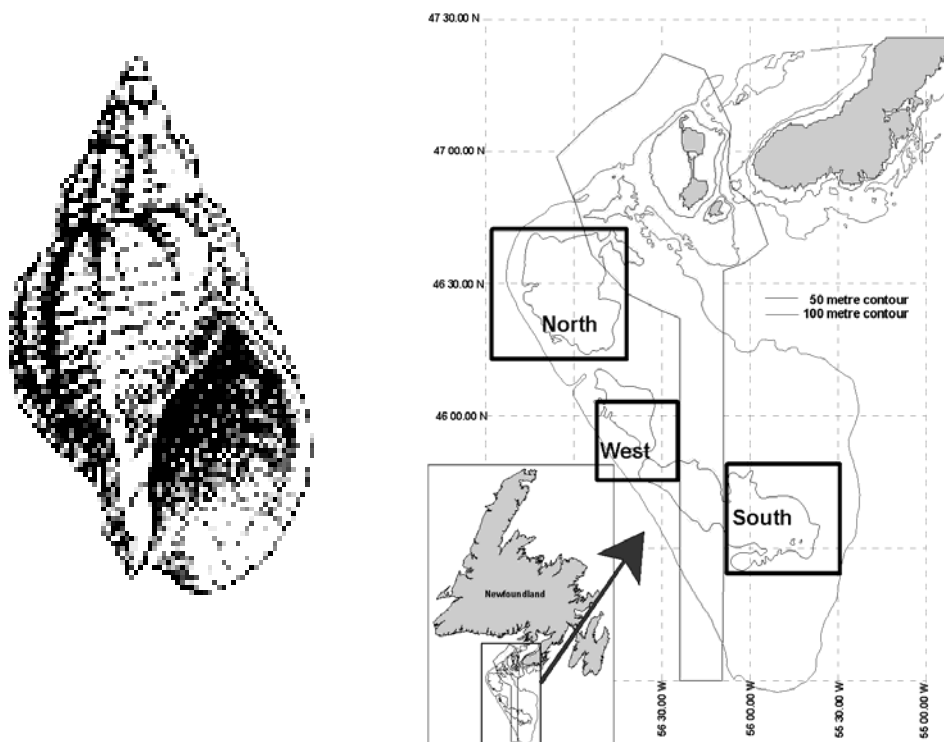 47 30.00 N
47 00.00 N
46 30.00 N
North
50 metre contour
100 metre contour
46 00.00 N
West
South
Newfoundland
56 30.00 W
56 00.00 W
55 30.00 W
55 00.00 W